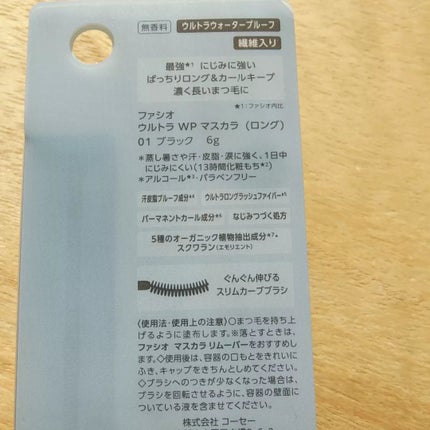 無香料 ウルトラウォータープルーフ
繊維入り
最強*1 にじみに強い
ぱっちりロング&カールキープ
濃く長いまつ毛に
*1:ファシオ内比
ファシオ
ウルトラ WP マスカラ (ロング)
01 ブラック 6g
*蒸し暑さや汗・皮脂・涙に強く、1日中
にじみにくい(13時間化粧もち*2)
*アルコール*3・パラベンフリー
汗皮脂プルーフ成分*4 ウルトラロングラッシュファイバー*5
パーマネントカール成分*6 なじみつづく処方
5種のオーガニック植物抽出成分*7+
スクワラン(エモリエント)
ぐんぐん伸びる
スリムカーブブラシ
〈使用法・使用上の注意〉○まつ毛を持ち上
げるように塗布します。※落とすときは、
ファシオ マスカラ リムーバーをおすすめし
ます。◇使用後は、容器の口もとをきれいに
ふき、キャップをきちんとしめてください。
◇ブラシへのつきが少なくなった場合は、
ブラシを回転させるように、容器の壁面に
ついている液を含ませてください。
株式会社 コーセー